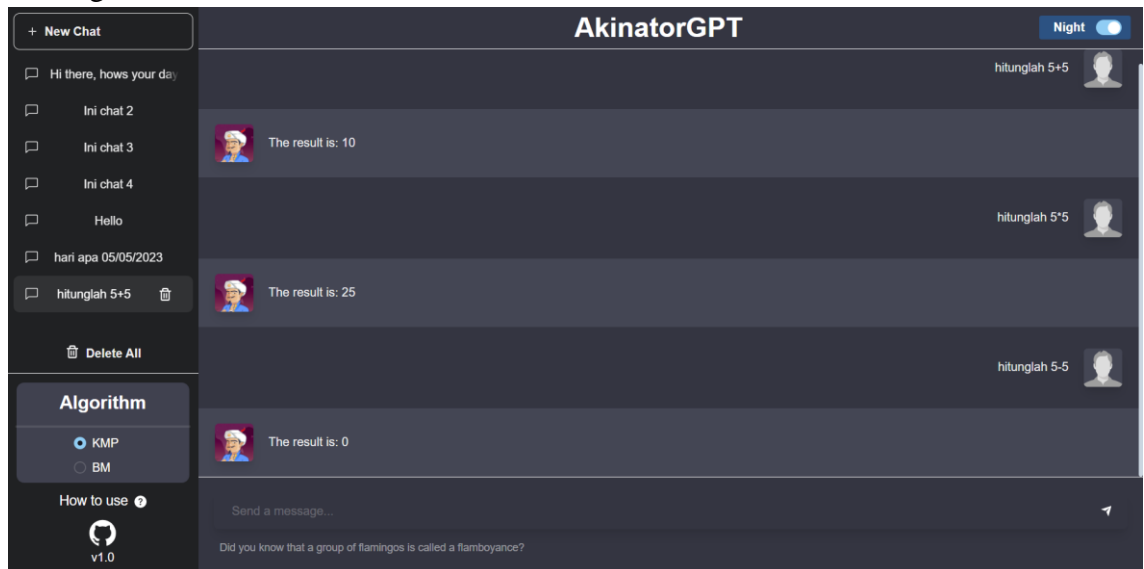 + New Chat
Hi there, hows your day
Ini chat 2
Ini chat 3
Ini chat 4
Hello
hari apa 05/05/2023
hitunglah 5+5
Delete All
Algorithm
KMP
BM
How to use ?
v1.0
AkinatorGPT
Night
hitunglah 5+5
The result is: 10
hitunglah 5*5
The result is: 25
hitunglah 5-5
The result is: 0
Send a message...
Did you know that a group of flamingos is called a flamboyance?